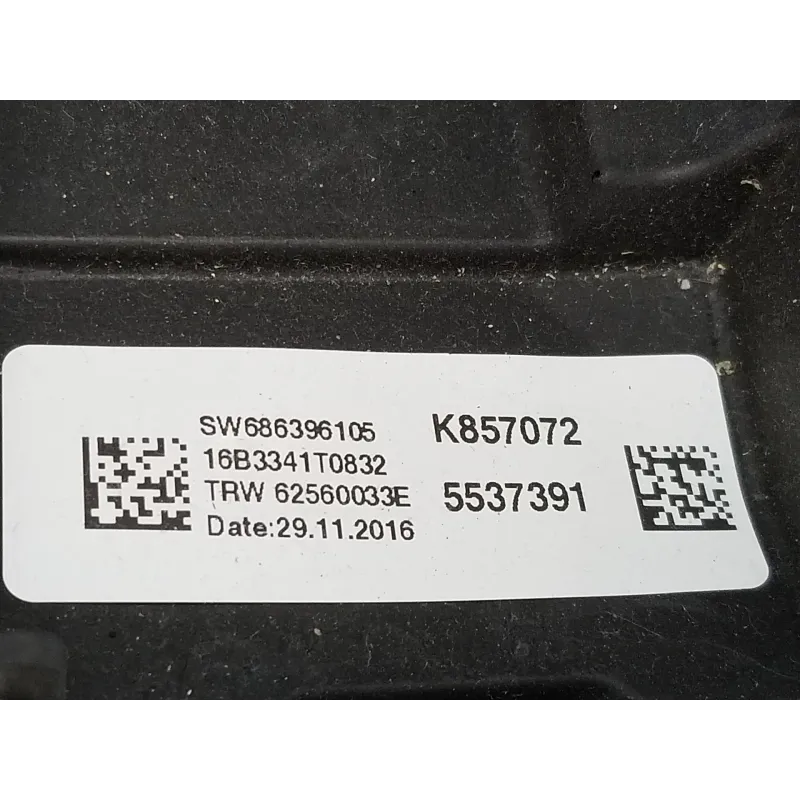 SW686396105
16B3341T0832
TRW 62560033E
Date:29.11.2016
K857072
5537391